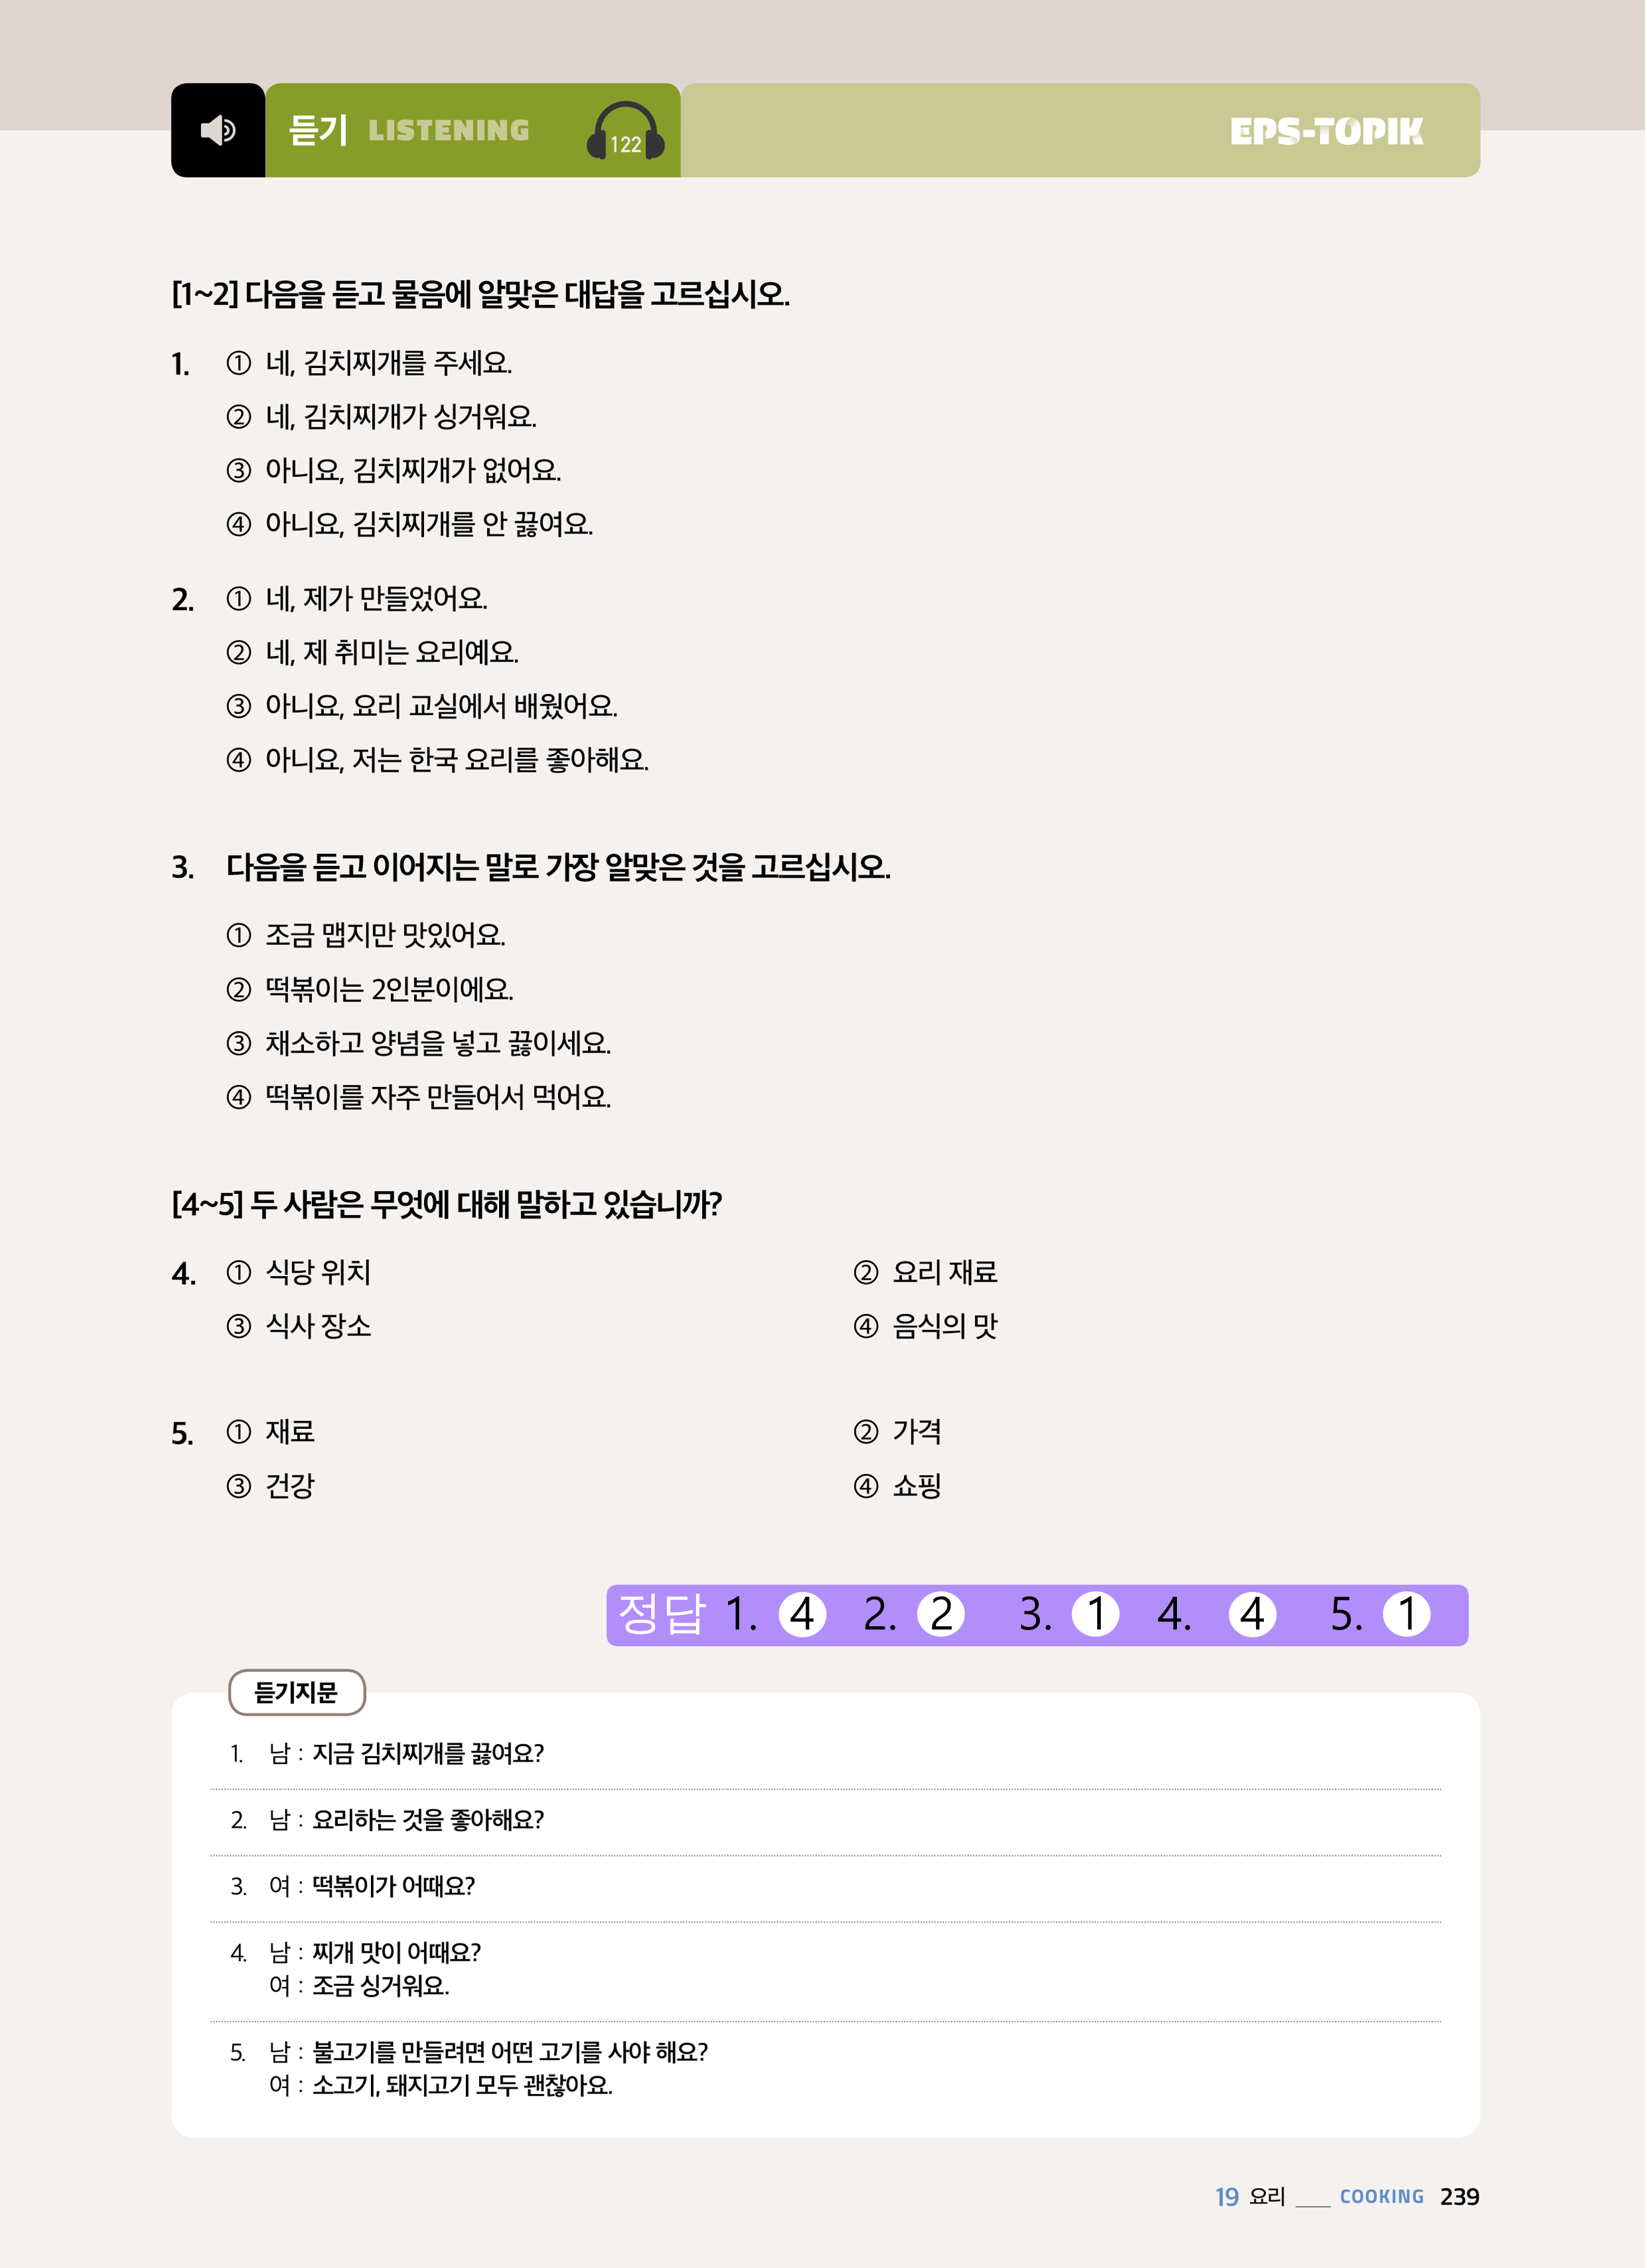 듣기 LISTENING 122 EPS-TOPIK
[1~2] 다음을 듣고 물음에 알맞은 대답을 고르십시오.
1. ① 네, 김치찌개를 주세요.
② 네, 김치찌개가 싱거워요.
③ 아니요, 김치찌개가 없어요.
④ 아니요, 김치찌개를 안 끓여요.
2. ① 네, 제가 만들었어요.
② 네, 제 취미는 요리예요.
③ 아니요, 요리 교실에서 배웠어요.
④ 아니요, 저는 한국 요리를 좋아해요.
3. 다음을 듣고 이어지는 말로 가장 알맞은 것을 고르십시오.
① 조금 맵지만 맛있어요.
② 떡볶이는 2인분이에요.
③ 채소하고 양념을 넣고 끓이세요.
④ 떡볶이를 자주 만들어서 먹어요.
[4~5] 두 사람은 무엇에 대해 말하고 있습니까?
4. ① 식당 위치 ② 요리 재료
③ 식사 장소 ④ 음식의 맛
5. ① 재료 ② 가격
③ 건강 ④ 쇼핑
정답 1. 4 2. 2 3. 1 4. 4 5. 1
듣기지문
1. 남 : 지금 김치찌개를 끓여요?
2. 남 : 요리하는 것을 좋아해요?
3. 여 : 떡볶이가 어때요?
4. 남 : 찌개 맛이 어때요?
여 : 조금 싱거워요.
5. 남 : 불고기를 만들려면 어떤 고기를 사야 해요?
여 : 소고기, 돼지고기 모두 괜찮아요.
19 요리 ___ COOKING 239